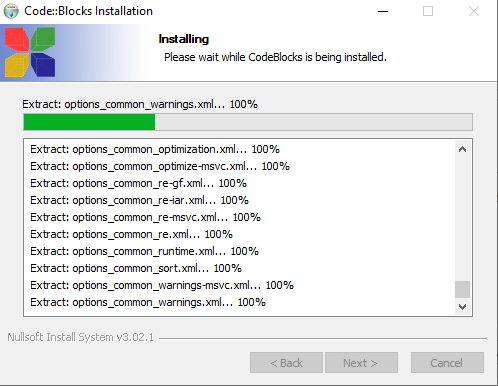 Code::Blocks Installation
Installing
Please wait while CodeBlocks is being installed.
Extract: options_common_warnings.xml... 100%
Extract: options_common_optimization.xml... 100%
Extract: options_common_optimize-msvc.xml... 100%
Extract: options_common_re-gf.xml... 100%
Extract: options_common_re-iar.xml... 100%
Extract: options_common_re-msvc.xml... 100%
Extract: options_common_re.xml... 100%
Extract: options_common_runtime.xml... 100%
Extract: options_common_sort.xml... 100%
Extract: options_common_warnings-msvc.xml... 100%
Extract: options_common_warnings.xml... 100%
Nullsoft Install System v3.02.1
< Back Next > Cancel